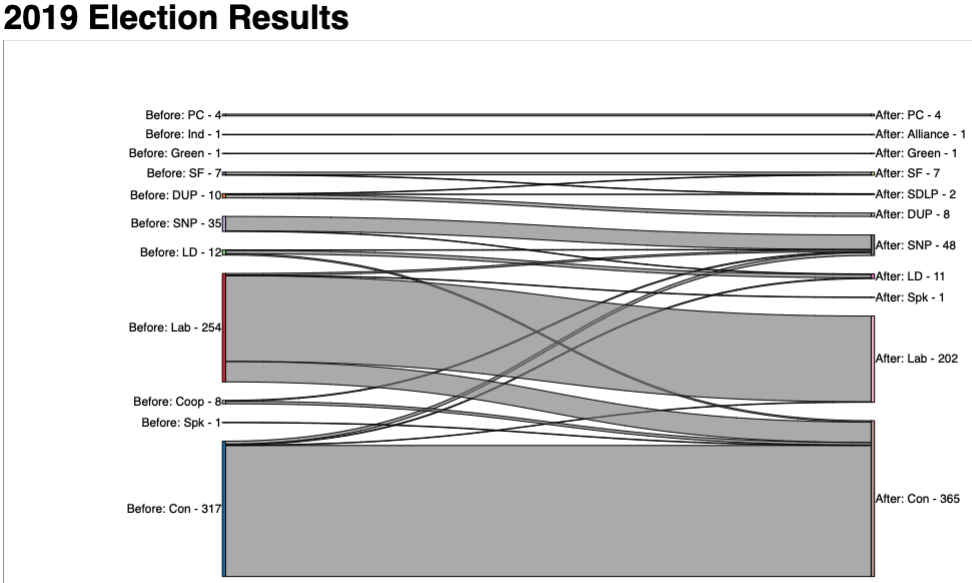 2019 Election Results
Before: PC - 4
After: PC - 4
Before: Ind - 1
After: Alliance - 1
Before: Green - 1
After: Green - 1
Before: SF - 7
After: SF - 7
Before: DUP - 10
After: SDLP - 2
After: DUP - 8
Before: SNP - 35
After: SNP - 48
Before: LD - 12
After: LD - 11
After: Spk - 1
Before: Lab - 254
After: Lab - 202
Before: Coop - 8
Before: Spk - 1
After: Con - 365
Before: Con - 317